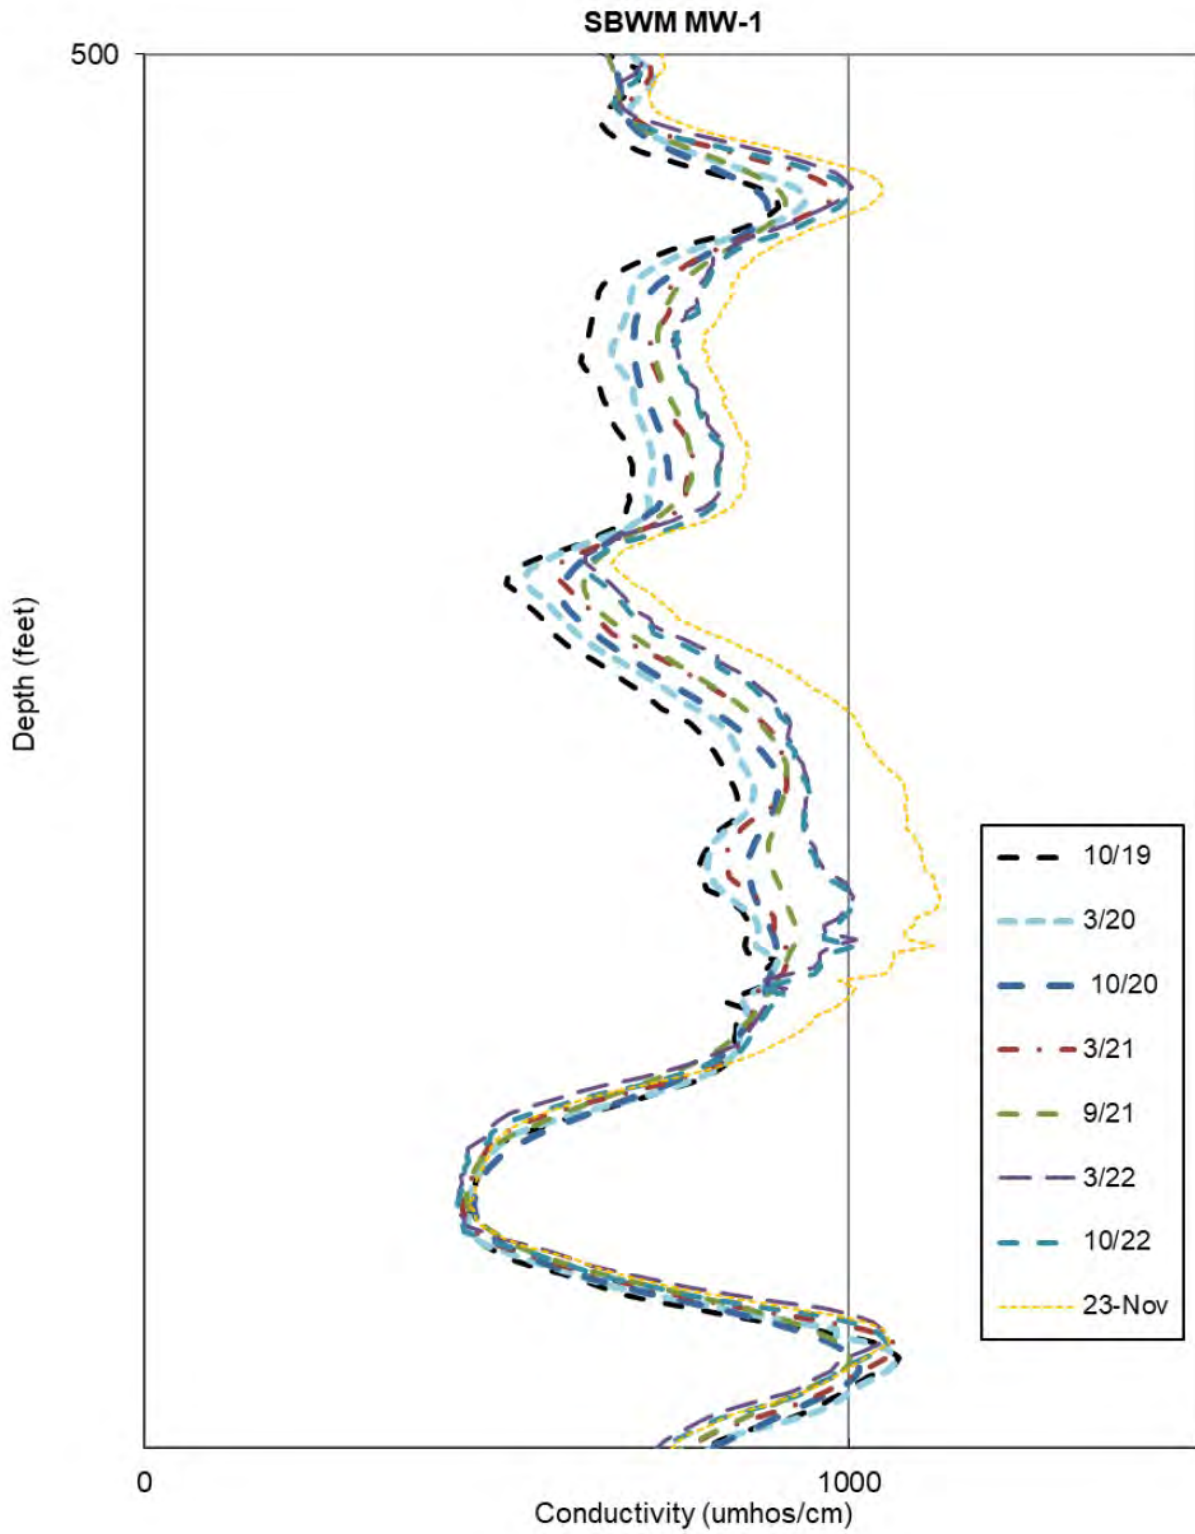 SBWM MW-1
500
Depth (feet)
10/19
3/20
10/20
3/21
9/21
3/22
10/22
23-Nov
0
1000
Conductivity (umhos/cm)